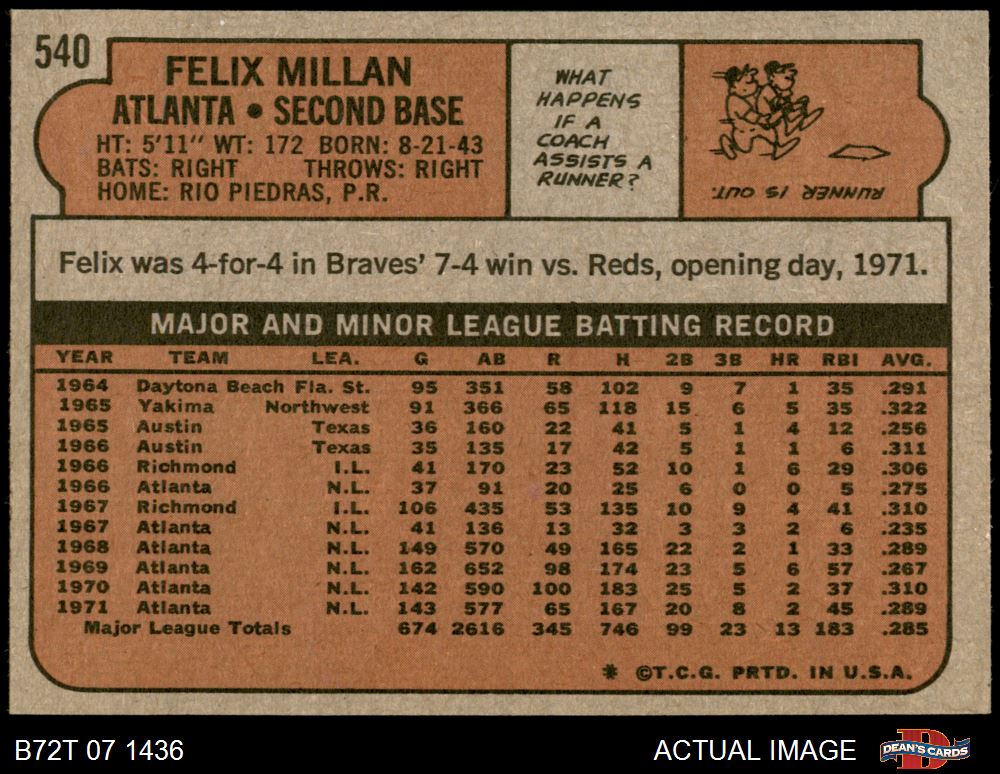 540
FELIX MILLAN
ATLANTA • SECOND BASE
HT: 5'11" WT: 172 BORN: 8-21-43
BATS: RIGHT THROWS: RIGHT
HOME: RIO PIEDRAS, P.R.
WHAT
HAPPENS
IF A
COACH
ASSISTS A
RUNNER?
RUNNER IS OUT.
Felix was 4-for-4 in Braves' 7-4 win vs. Reds, opening day, 1971.
MAJOR AND MINOR LEAGUE BATTING RECORD
YEAR TEAM LEA. G AB R H 2B 3B HR RBI AVG.
1964 Daytona Beach Fla. St. 95 351 58 102 9 7 1 35 .291
1965 Yakima Northwest 91 366 65 118 15 6 5 35 .322
1965 Austin Texas 36 160 22 41 5 1 4 12 .256
1966 Austin Texas 35 135 17 42 5 1 1 6 .311
1966 Richmond I.L. 41 170 23 52 10 1 6 29 .306
1966 Atlanta N.L. 37 91 20 25 6 0 0 5 .275
1967 Richmond I.L. 106 435 53 135 10 9 4 41 .310
1967 Atlanta N.L. 41 136 13 32 3 3 2 6 .235
1968 Atlanta N.L. 149 570 49 165 22 2 1 33 .289
1969 Atlanta N.L. 162 652 98 174 23 5 6 57 .267
1970 Atlanta N.L. 142 590 100 183 25 5 2 37 .310
1971 Atlanta N.L. 143 577 65 167 20 8 2 45 .289
Major League Totals 674 2616 345 746 99 23 13 183 .285
* ©T.C.G. PRTD. IN U.S.A.
B72T 07 1436
ACTUAL IMAGE
DEAN'S CARDS